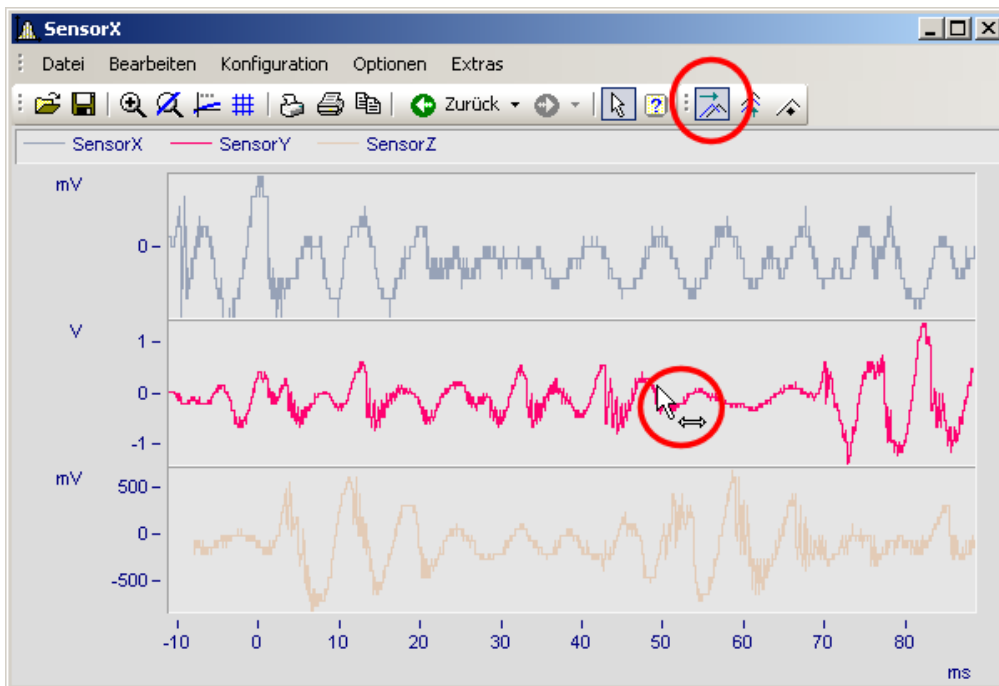 SensorX
Datei Bearbeiten Konfiguration Optionen Extras
Zurück
SensorX SensorY SensorZ
mV
0
V
1
0
-1
mV
500
0
-500
-10 0 10 20 30 40 50 60 70 80
ms